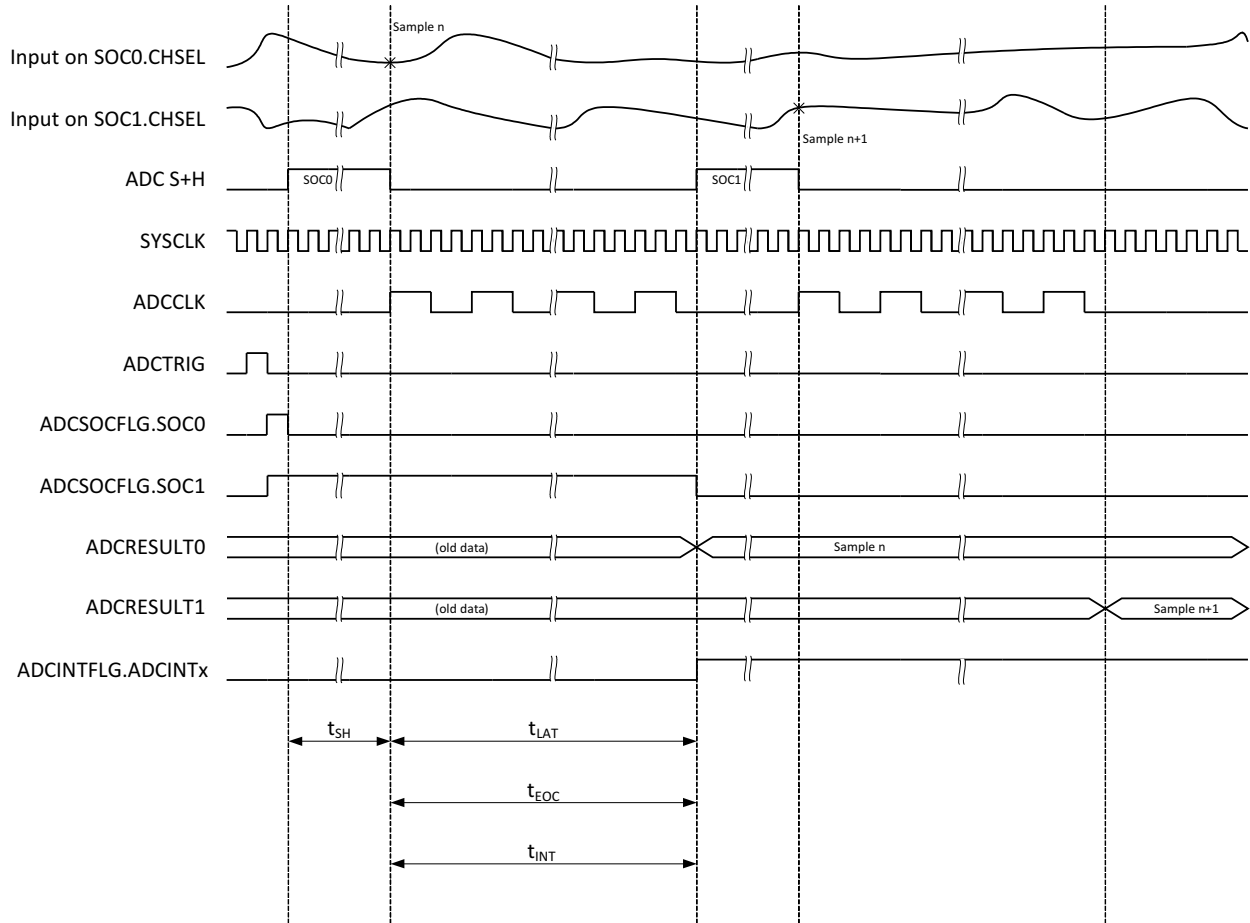 Sample n
Input on SOC0.CHSEL
Input on SOC1.CHSEL
Sample n+1
ADC S+H
SOC0
SOC1
SYSCLK
ADCCLK
ADCTRIG
ADCSOCFLG.SOC0
ADCSOCFLG.SOC1
ADCRESULT0
(old data)
Sample n
ADCRESULT1
(old data)
Sample n+1
ADCINTFLG.ADCINTx
tSH
tLAT
tEOC
tINT